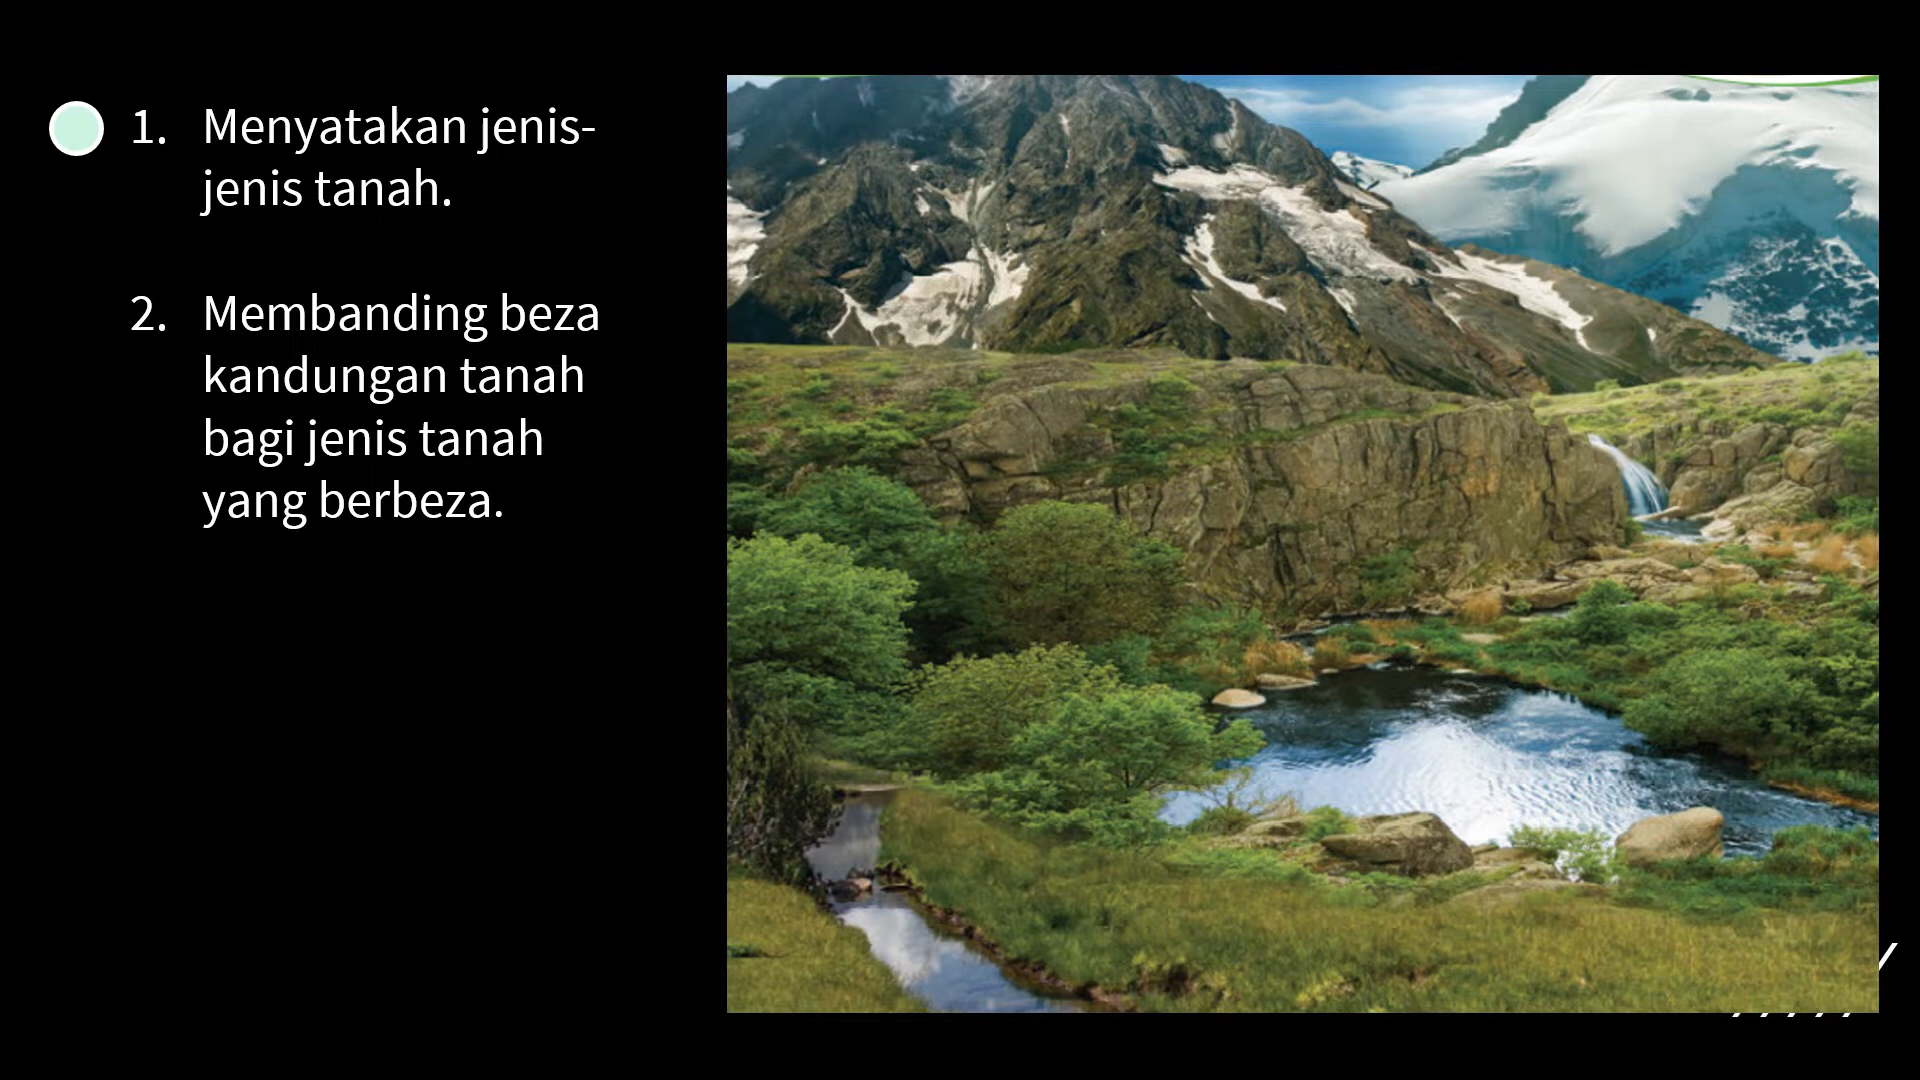 1. Menyatakan jenis-
jenis tanah.
2. Membanding beza
kandungan tanah
bagi jenis tanah
yang berbeza.